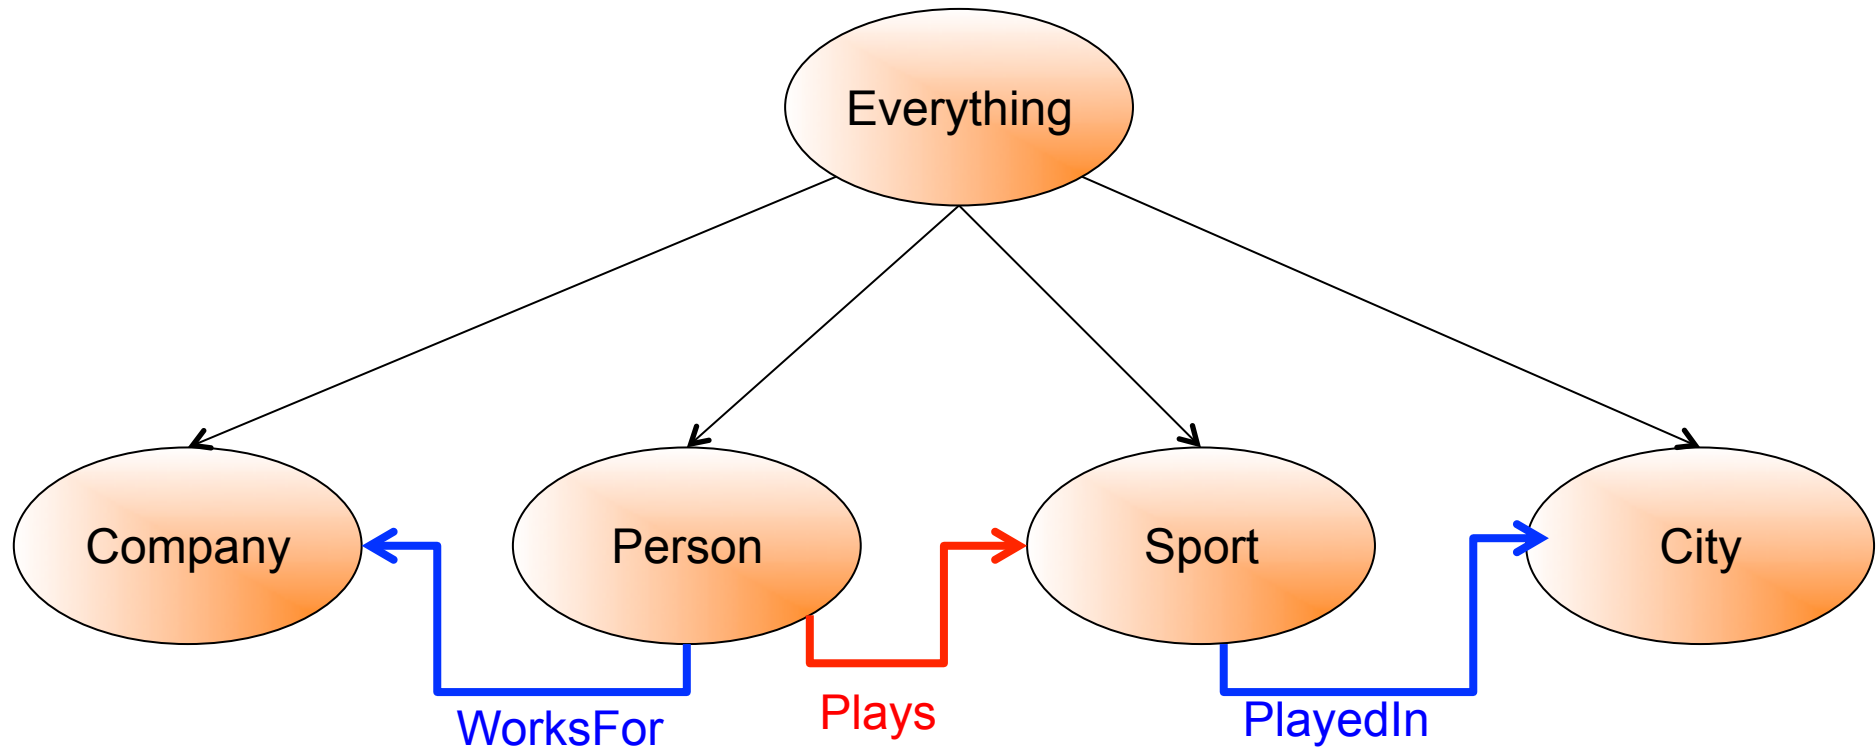 Everything
Company
Person
Sport
City
WorksFor
Plays
PlayedIn